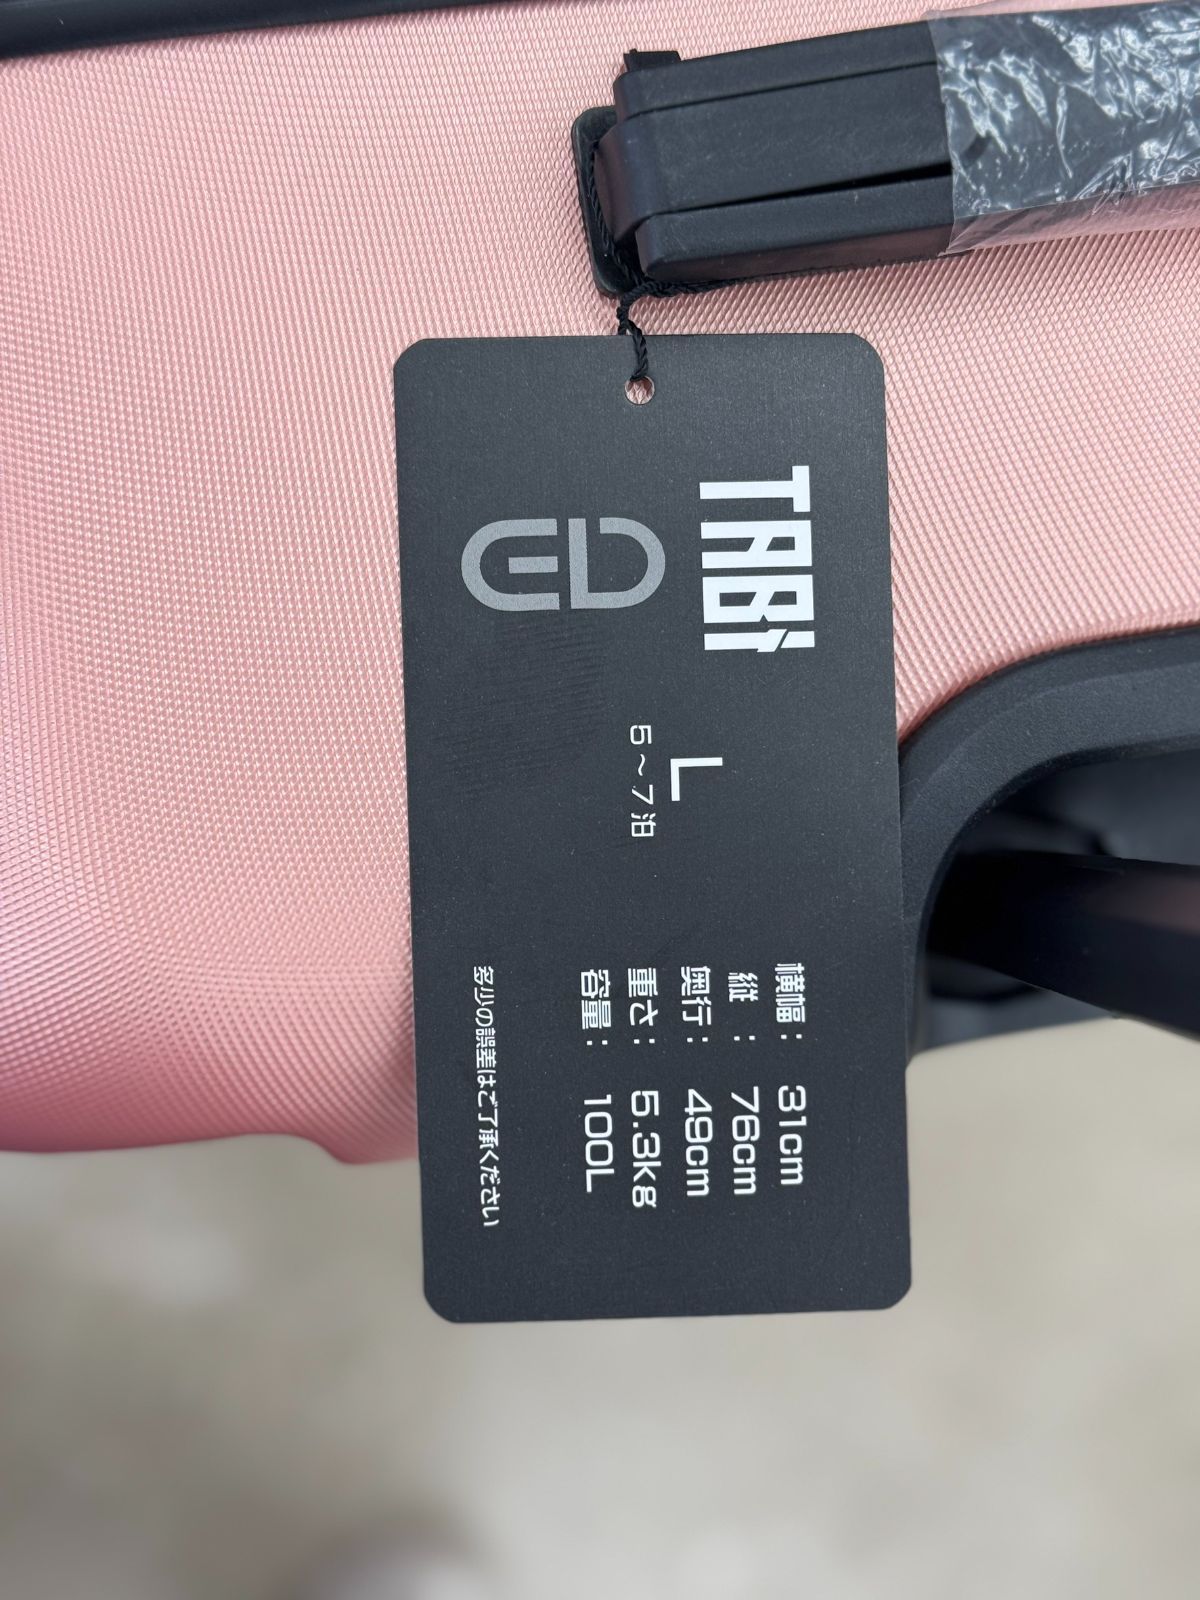 TABI
L
5〜7泊
横幅： 31cm
縦： 76cm
奥行： 49cm
重さ： 5.3kg
容量： 100L
多少の誤差はご了承ください